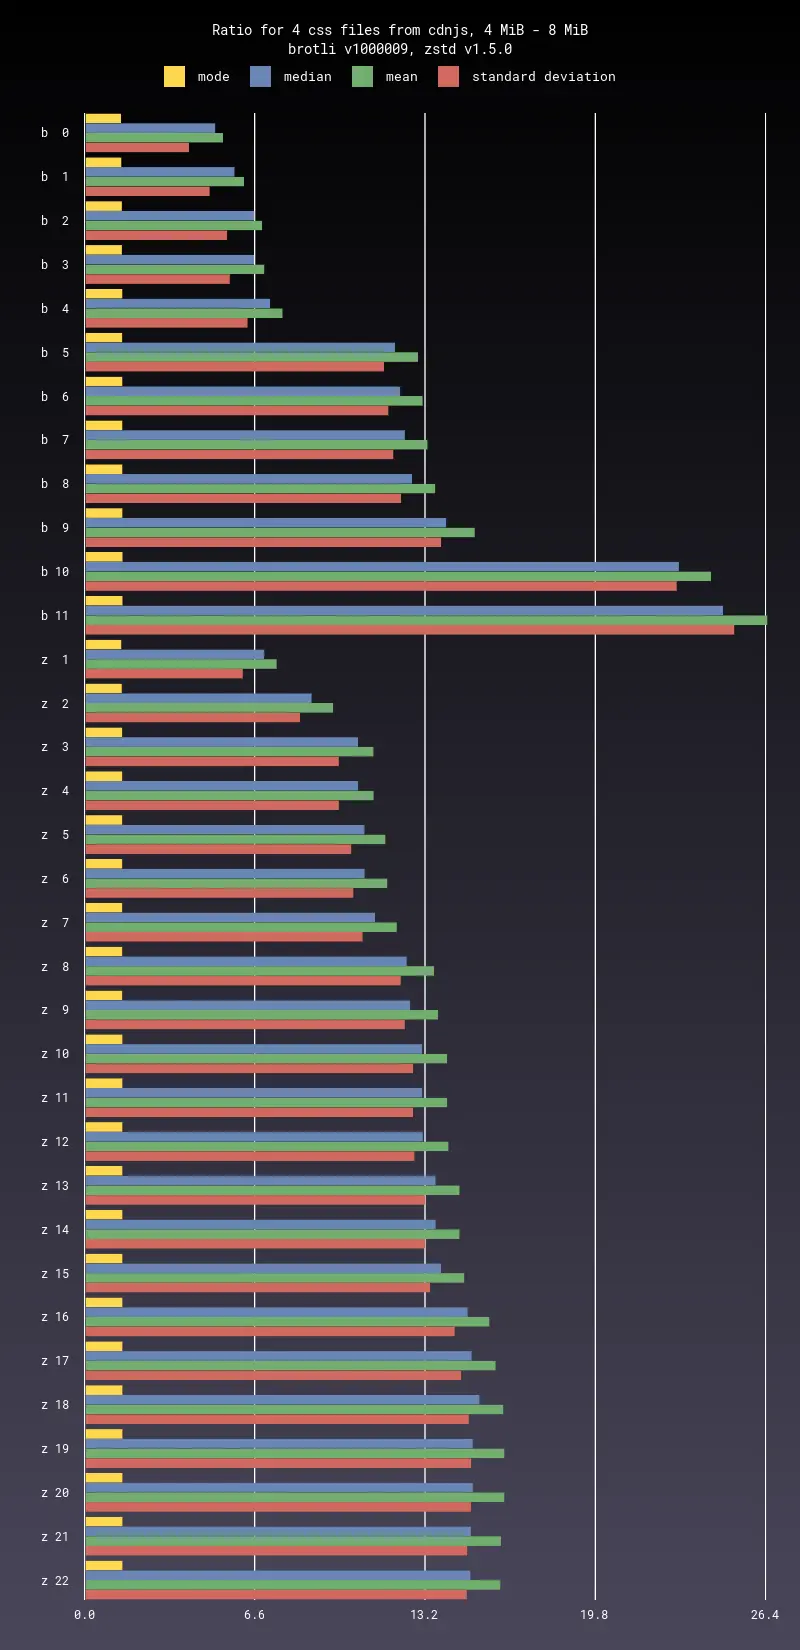 Ratio for 4 css files from cdnjs, 4 MiB - 8 MiB
brotli v1000009, zstd v1.5.0
mode median mean standard deviation
b 0
b 1
b 2
b 3
b 4
b 5
b 6
b 7
b 8
b 9
b 10
b 11
z 1
z 2
z 3
z 4
z 5
z 6
z 7
z 8
z 9
z 10
z 11
z 12
z 13
z 14
z 15
z 16
z 17
z 18
z 19
z 20
z 21
z 22
0.0 6.6 13.2 19.8 26.4